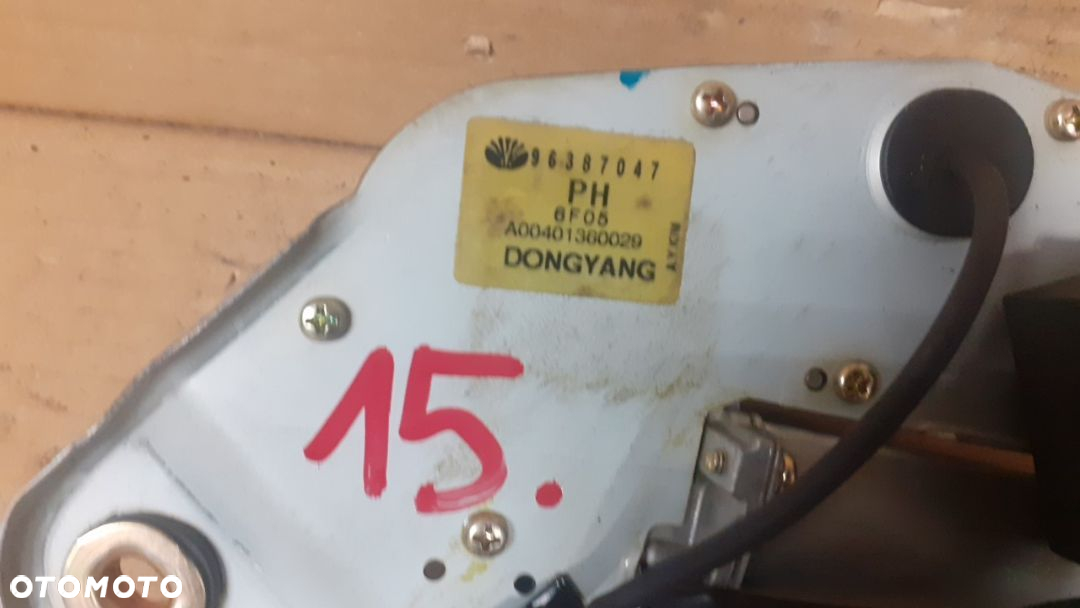 96387047
PH
6F05
A00401360029
DONGYANG
15.
OTOMOTO